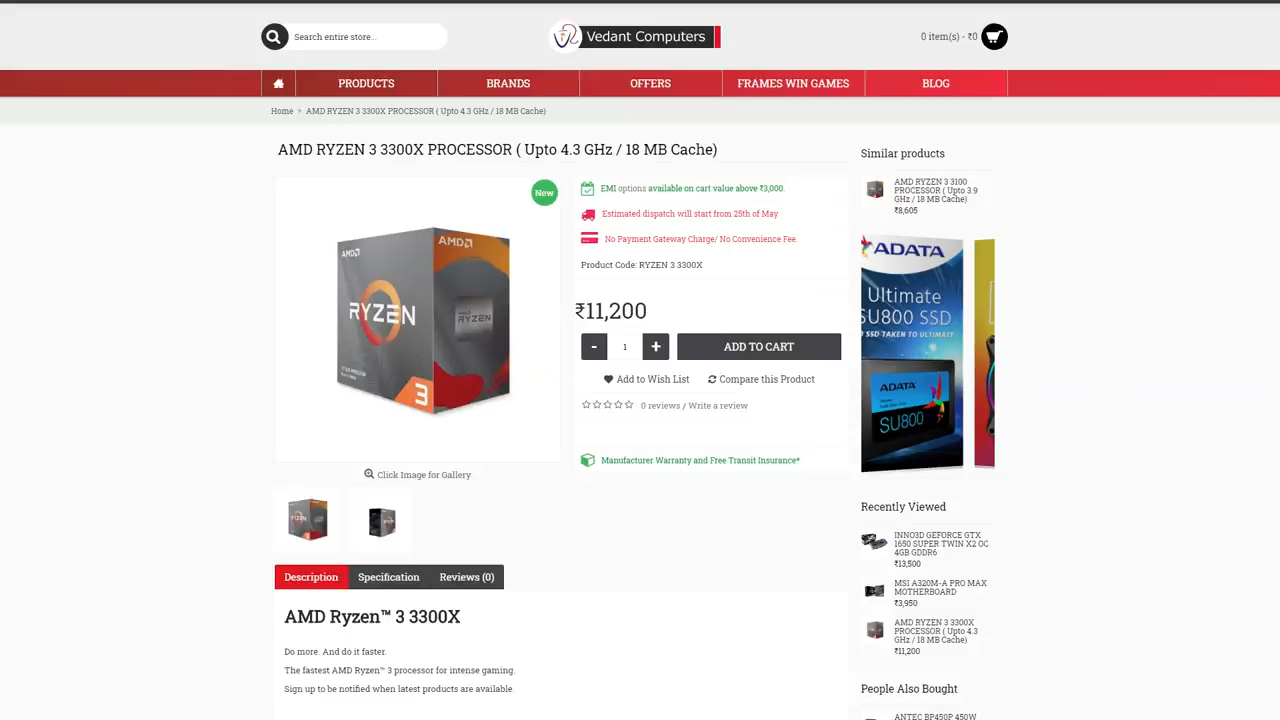 Search entire store...
Vedant Computers
0 item(s) - ₹0
PRODUCTS
BRANDS
OFFERS
FRAMES WIN GAMES
BLOG
Home » AMD RYZEN 3 3300X PROCESSOR ( Upto 4.3 GHz / 18 MB Cache)
AMD RYZEN 3 3300X PROCESSOR ( Upto 4.3 GHz / 18 MB Cache)
New
AMD
AMD
RYZEN
RYZEN
3
EMI options available on cart value above ₹3,000.
Estimated dispatch will start from 25th of May
No Payment Gateway Charge/ No Convenience Fee
Product Code: RYZEN 3 3300X
₹11,200
- 1 + ADD TO CART
Add to Wish List
Compare this Product
0 reviews / Write a review
Manufacturer Warranty and Free Transit Insurance*
Click Image for Gallery
Description
Specification
Reviews (0)
AMD Ryzen™ 3 3300X
Do more. And do it faster.
The fastest AMD Ryzen™ 3 processor for intense gaming.
Sign up to be notified when latest products are available.
Similar products
AMD RYZEN 3 3100
PROCESSOR ( Upto 3.9
GHz / 18 MB Cache)
₹8,605
ADATA
Ultimate
SU800 SSD
SSD TAKEN TO ULTIMATE
ADATA
SU800
Recently Viewed
INNO3D GEFORCE GTX
1650 SUPER TWIN X2 OC
4GB GDDR6
₹13,500
MSI A320M-A PRO MAX
MOTHERBOARD
₹3,950
AMD RYZEN 3 3300X
PROCESSOR ( Upto 4.3
GHz / 18 MB Cache)
₹11,200
People Also Bought
ANTEC BP450P 450W